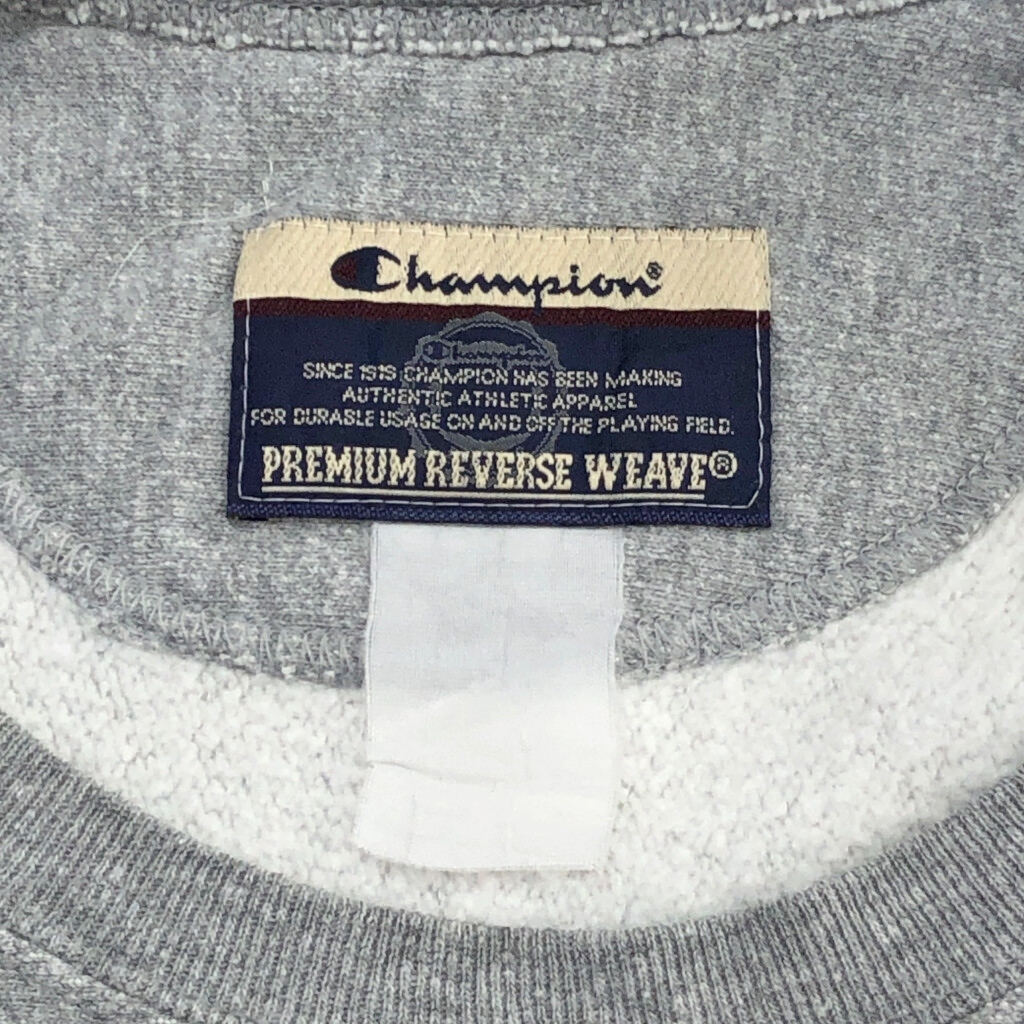 Champion®
SINCE 1919 CHAMPION HAS BEEN MAKING
AUTHENTIC ATHLETIC APPAREL
FOR DURABLE USAGE ON AND OFF THE PLAYING FIELD.
PREMIUM REVERSE WEAVE®